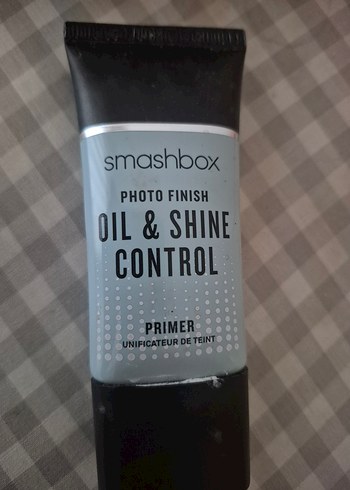 smashbox
PHOTO FINISH
OIL & SHINE
CONTROL
PRIMER
UNIFICATEUR DE TEINT